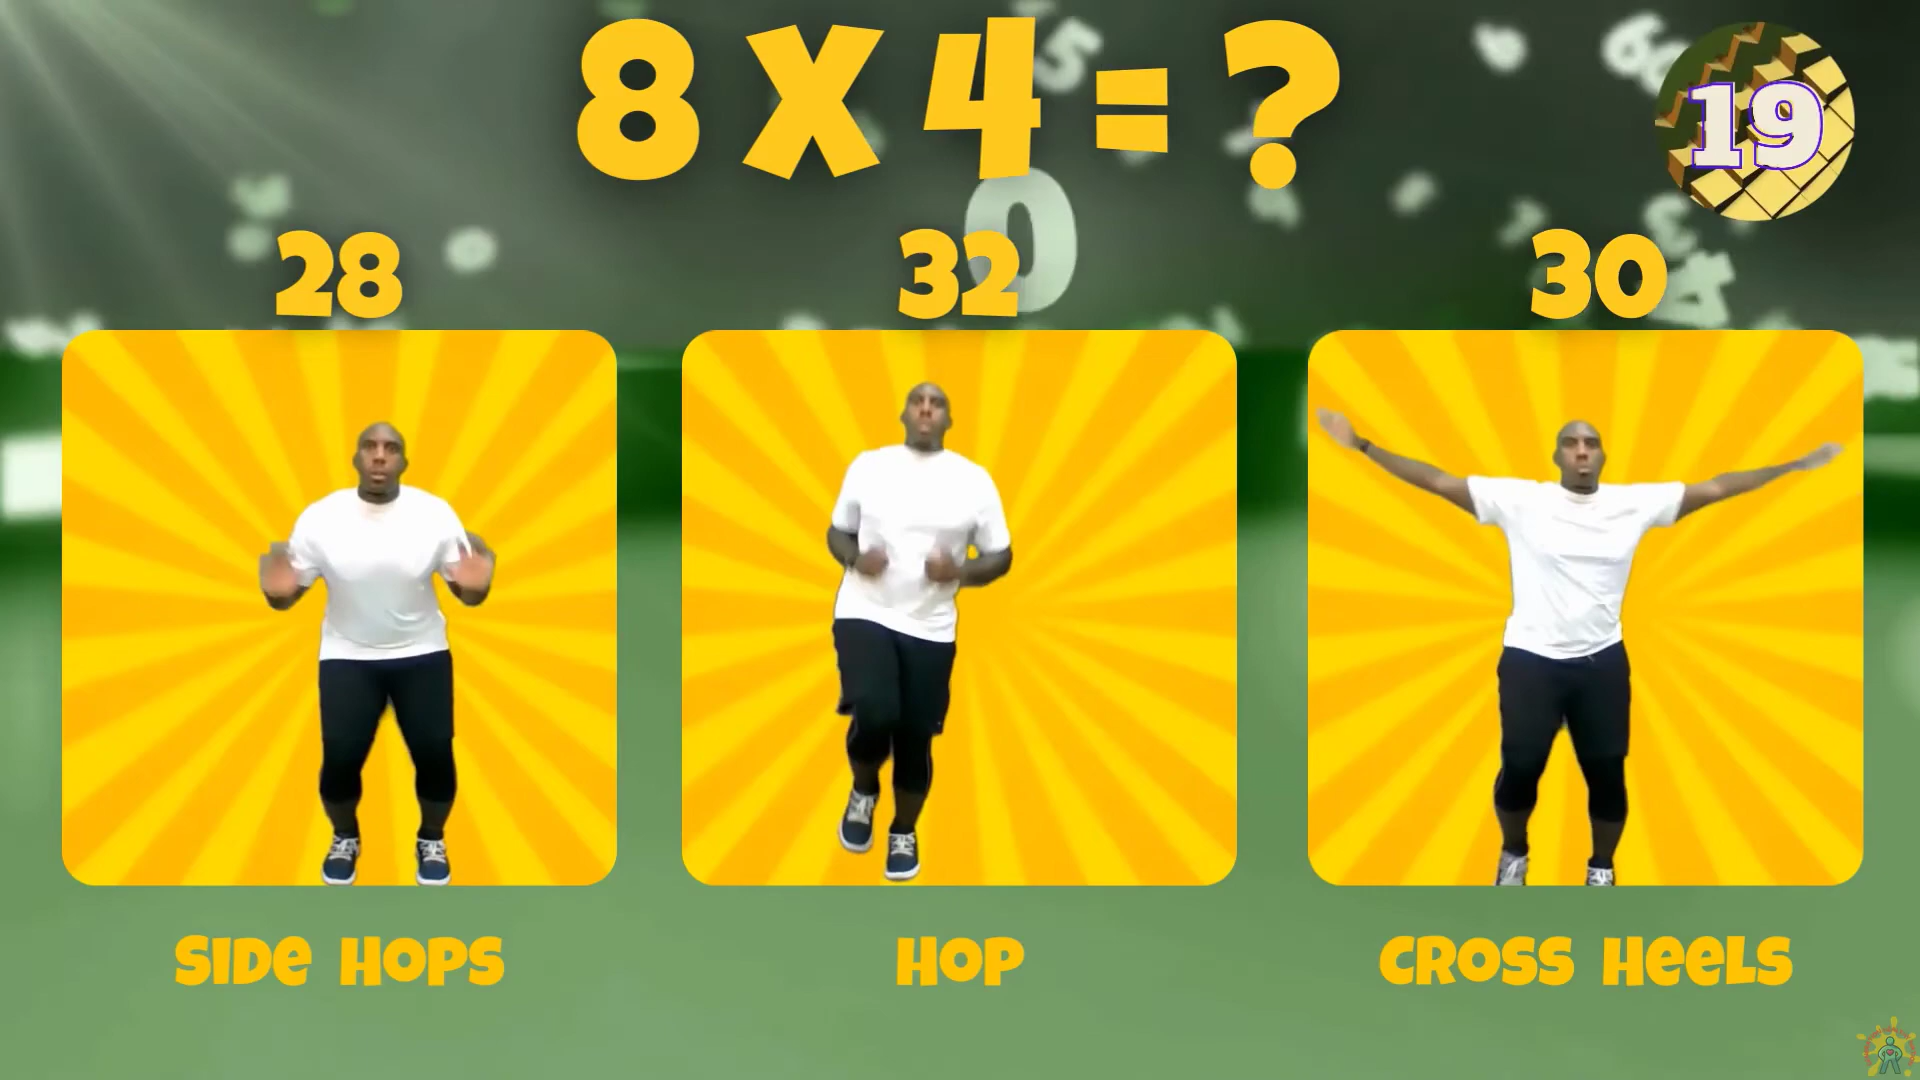 8 X 4 = ?
19
28
32
30
SIDE HOPS
HOP
CROSS HEELS